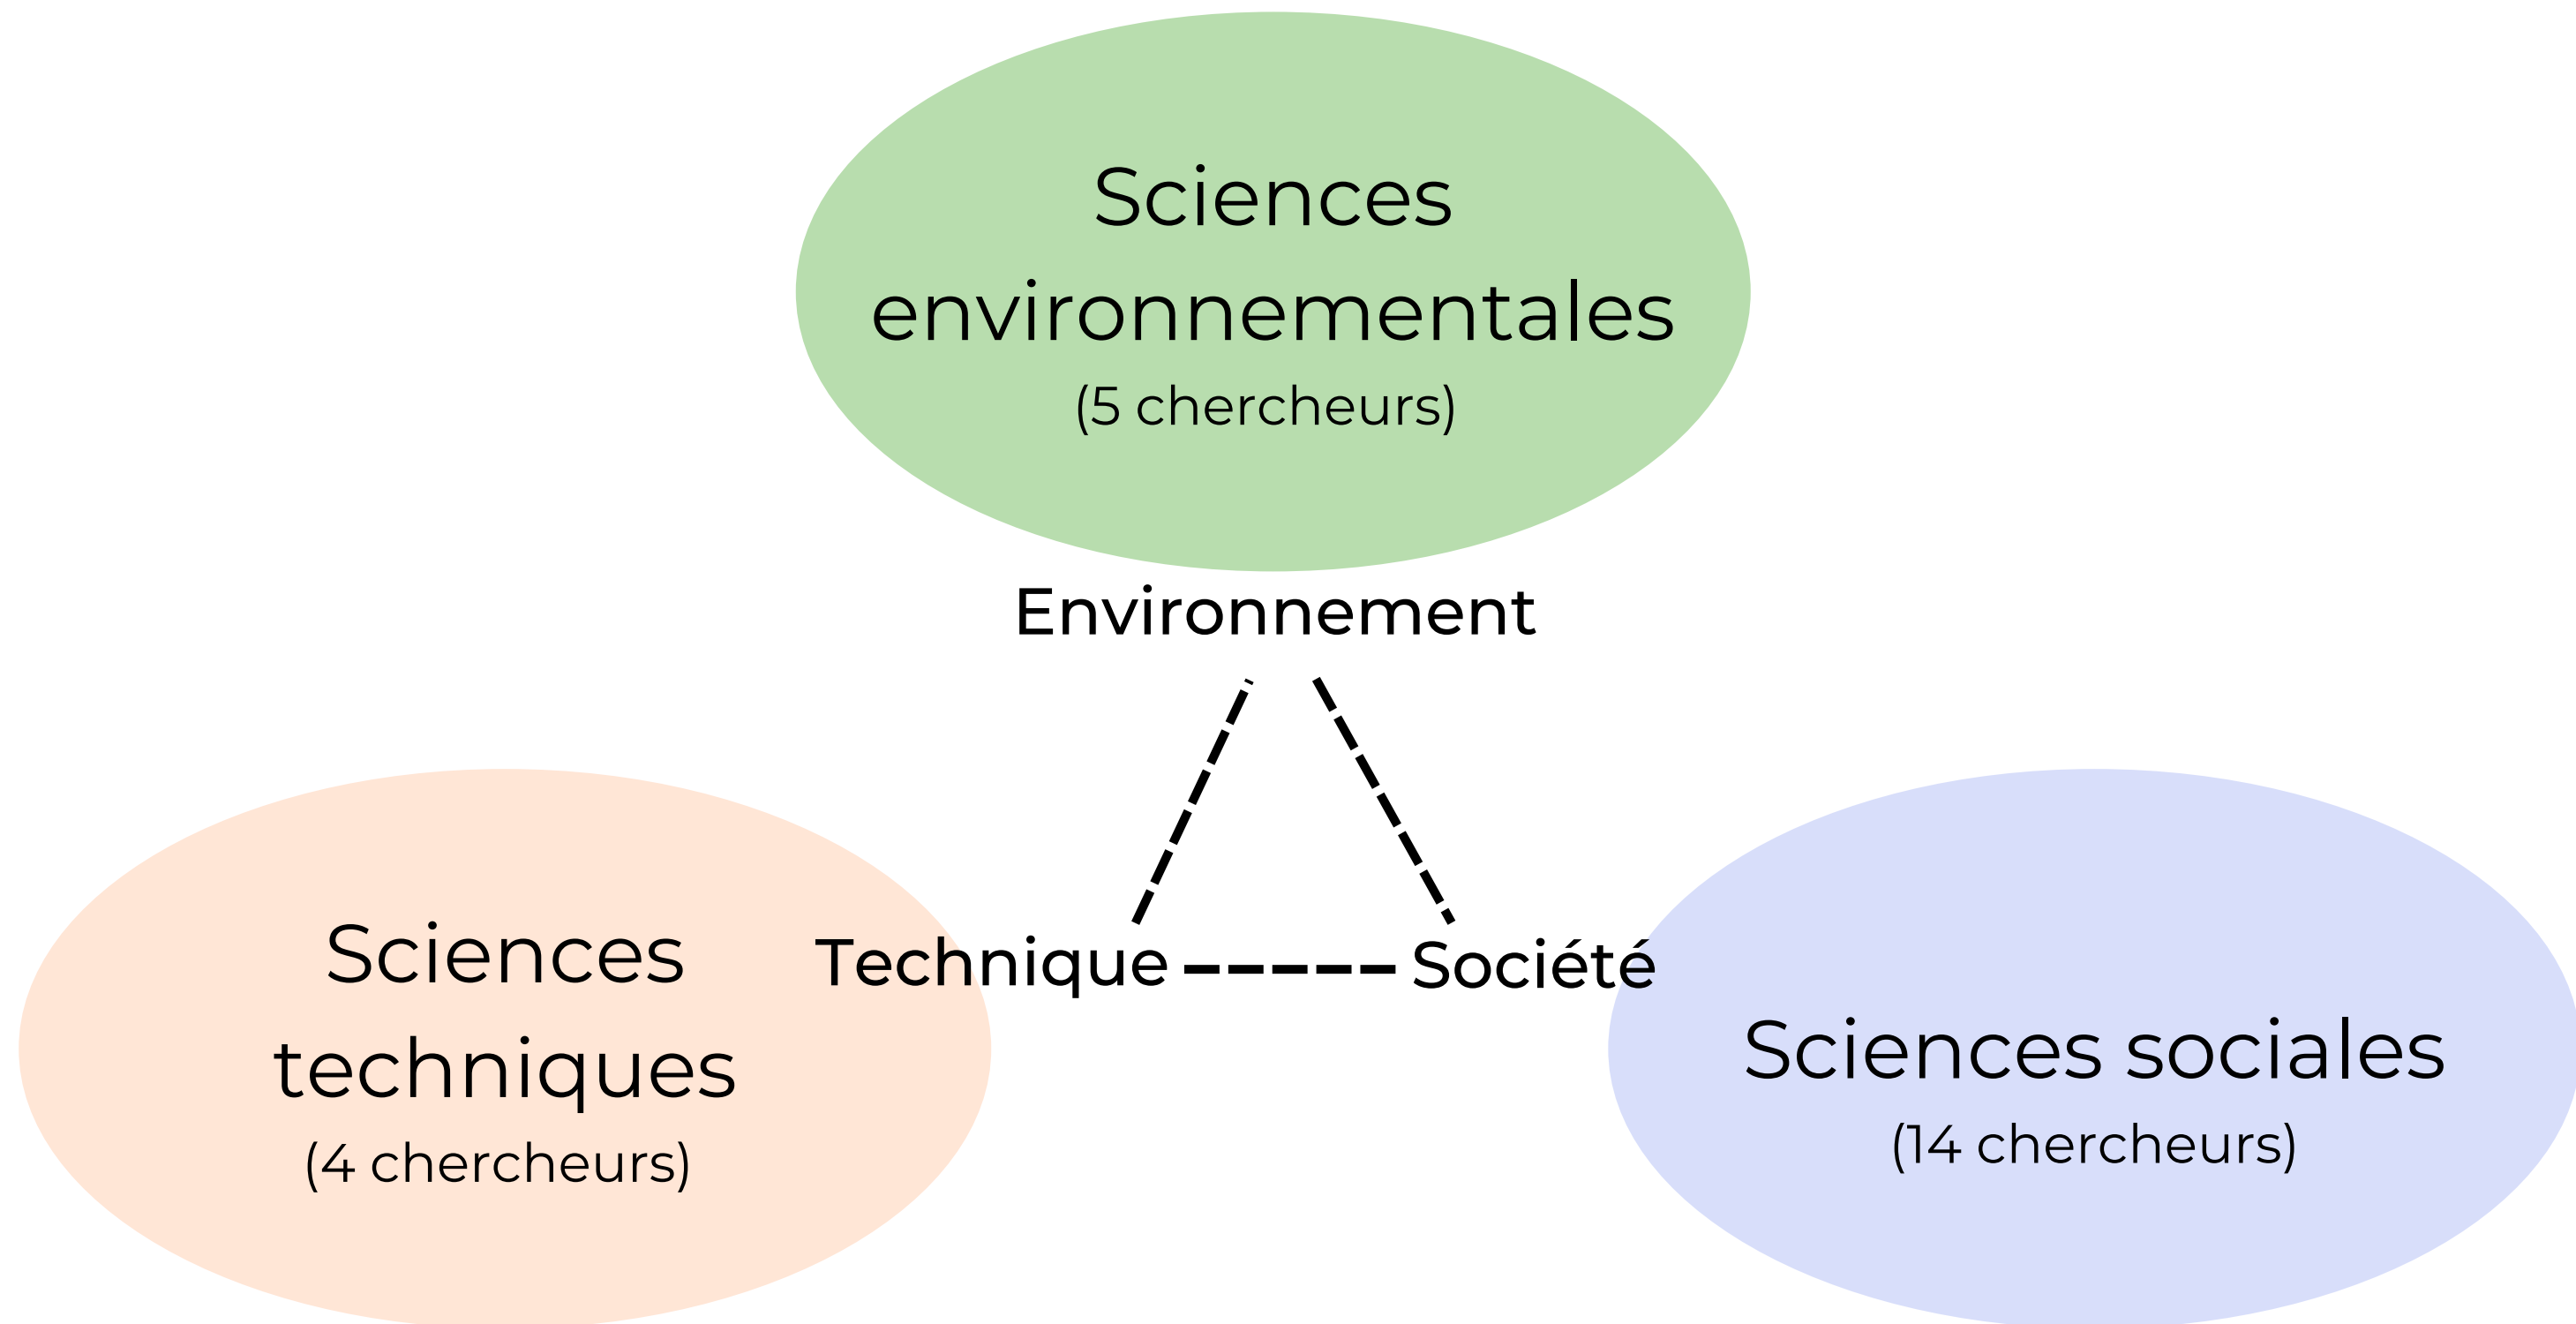 Sciences
environnementales
(5 chercheurs)
Environnement
Technique
Société
Sciences
techniques
(4 chercheurs)
Sciences sociales
(14 chercheurs)